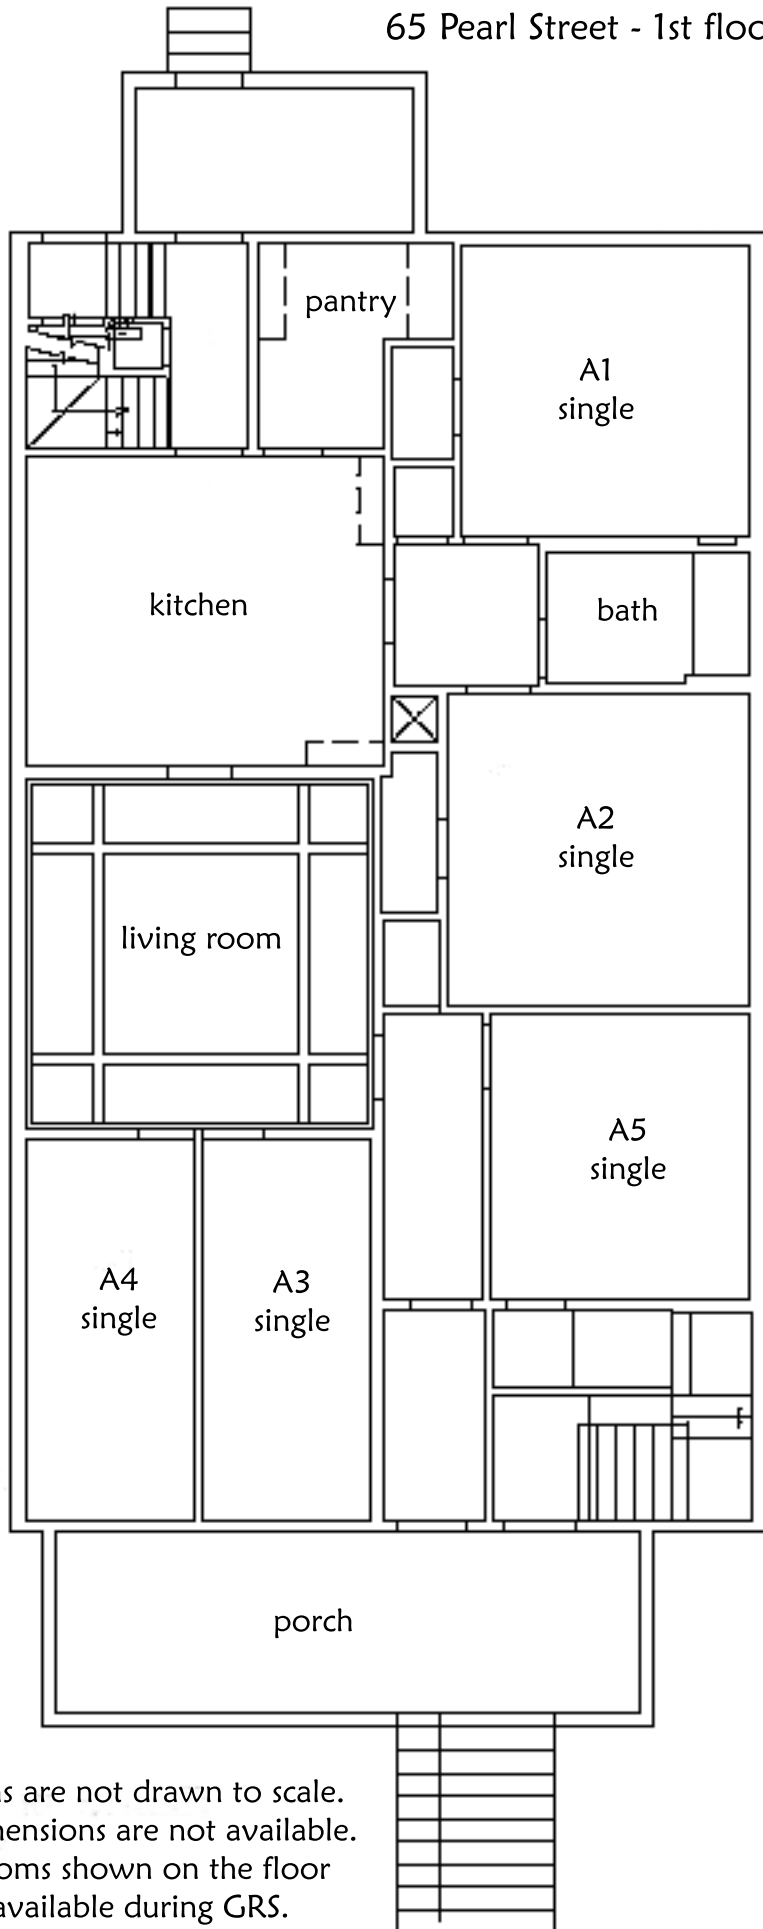 65 Pearl Street - 1st floo
pantry
A1
single
kitchen
bath
A2
single
living room
A5
single
A4
single
A3
single
porch
s are not drawn to scale.
ensions are not available.
oms shown on the floor
available during GRS.